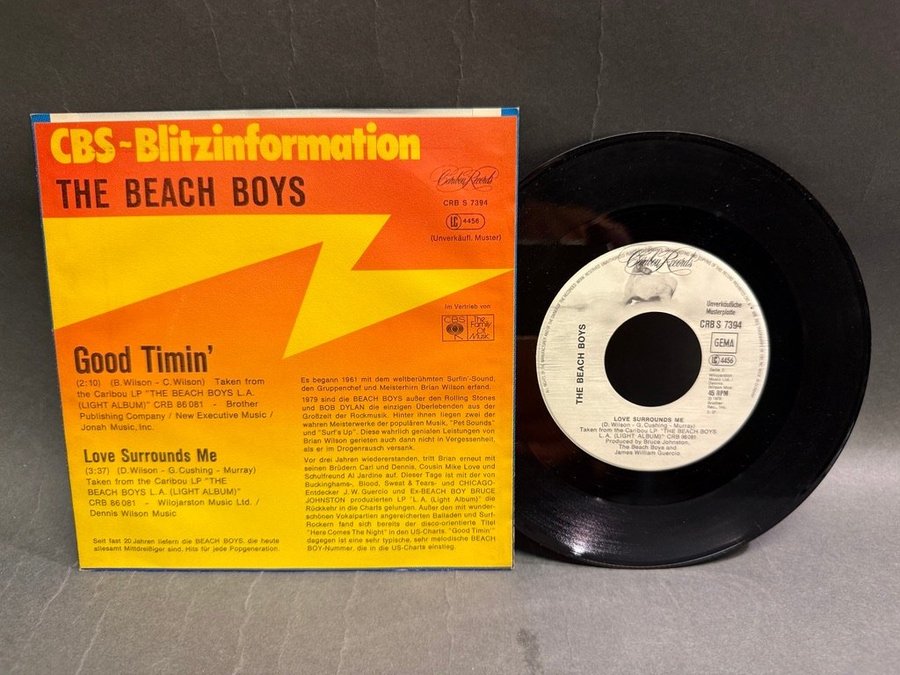 CBS-Blitzinformation
THE BEACH BOYS
Caribou Records
CRB S 7394
LC 4456
(Unverkäufl. Muster)
im Vertrieb von
CBS
The Family Of Musik
Good Timin'
(2:10) (B. Wilson - C. Wilson) Taken from
the Caribou LP "THE BEACH BOYS L.A.
(LIGHT ALBUM)" CRB 86 081 - Brother
Publishing Company / New Executive Music /
Jonah Music, Inc.
Love Surrounds Me
(3:37) (D. Wilson - G. Cushing - Murray)
Taken from the Caribou LP "THE
BEACH BOYS L.A. (LIGHT ALBUM)"
CRB 86 081 - Wilojarston Music Ltd. /
Dennis Wilson Music
Seit fast 20 Jahren liefern die BEACH BOYS, die heute
allesamt Mittdreißiger sind, Hits für jede Popgeneration.
Es begann 1961 mit dem weltberühmten Surfin'-Sound,
den Gruppenchef und Meisterhirn Brian Wilson erfand.
1979 sind die BEACH BOYS außer den Rolling Stones
und BOB DYLAN die einzigen Überlebenden aus der
Großzeit der Rockmusik. Hinter ihnen liegen zwei der
wahren Meisterwerke der populären Musik, "Pet Sounds"
und "Surf's Up". Diese wahrlich genialen Leistungen von
Brian Wilson gerieten auch dann nicht in Vergessenheit,
als er im Drogenrausch versank.
Vor drei Jahren wiedererstanden, tritt Brian erneut mit
seinen Brüdern Carl und Dennis, Cousin Mike Love und
Schulfreund Al Jardine auf. Dieser Tage ist mit der von
Buckinghams-, Blood, Sweat & Tears- und CHICAGO-
Entdecker J. W. Guercio und Ex-BEACH BOY BRUCE
JOHNSTON produzierten LP "L. A. (Light Album)" die
Rückkehr in die Charts gelungen. Außer den mit wunder-
schönen Vokalpartien angereicherten Balladen und Surf-
Rockern fand sich bereits der disco-orientierte Titel
"Here Comes The Night" in den US-Charts. "Good Timin'"
dagegen ist eine sehr typische, sehr melodische BEACH
BOY-Nummer, die in die US-Charts einstieg.
Caribou Records
THE BEACH BOYS
Unverkäufliche
Musterplatte
CRB S 7394
GEMA
LC 4456
Seite 2
Wilojarston
Music Ltd./
Dennis
Wilson Music
45 RPM
℗ 1979
Brother
Rec., Inc.
LOVE SURROUNDS ME
(D. Wilson - G. Cushing - Murray)
Taken from the Caribou LP "THE BEACH BOYS
L. A. (LIGHT ALBUM)" CRB 86 081
Produced by Bruce Johnston,
The Beach Boys and
James William Guercio